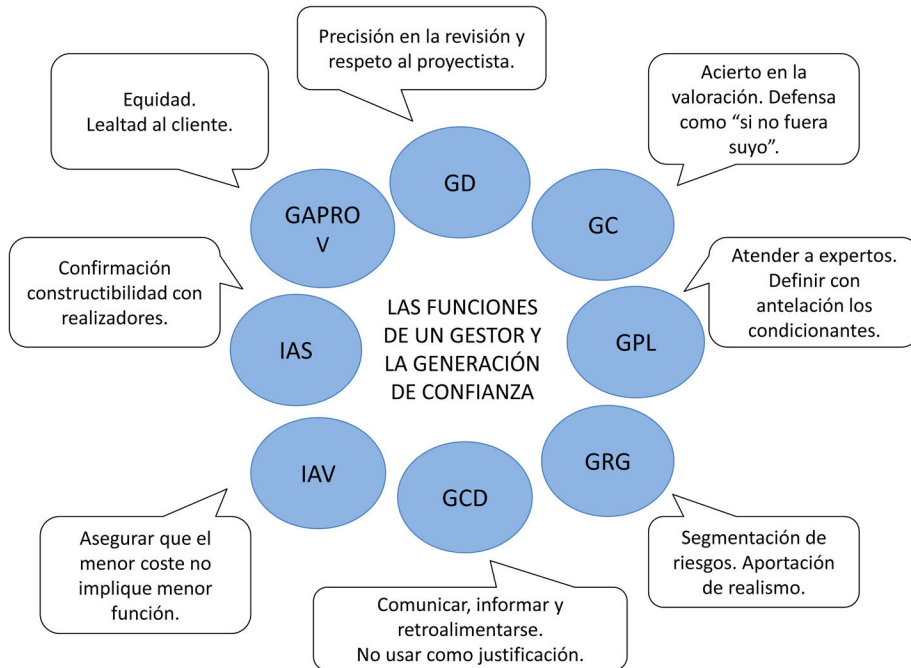 Precisión en la revisión y
respeto al proyectista.
Equidad.
Lealtad al cliente.
Acierto en la
valoración. Defensa
como “si no fuera
suyo”.
GD
GAPRO
V
GC
Confirmación
constructibilidad con
realizadores.
Atender a expertos.
Definir con
antelación los
condicionantes.
LAS FUNCIONES
DE UN GESTOR Y
LA GENERACIÓN
DE CONFIANZA
IAS
GPL
IAV
GCD
GRG
Asegurar que el
menor coste no
implique menor
función.
Comunicar, informar y
retroalimentarse.
No usar como justificación.
Segmentación de
riesgos. Aportación
de realismo.